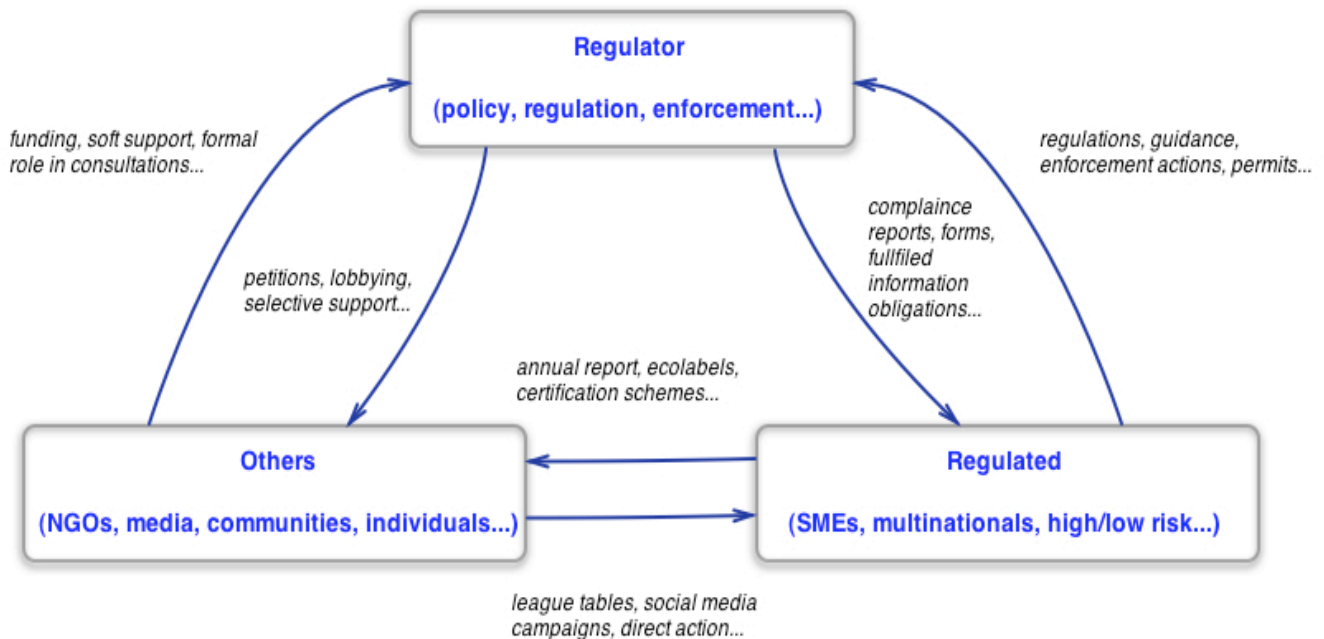 Regulator
(policy, regulation, enforcement...)
funding, soft support, formal
role in consultations...
regulations, guidance,
enforcement actions, permits...
complaince
reports, forms,
fullfiled
information
obligations...
petitions, lobbying,
selective support...
annual report, ecolabels,
certification schemes...
Others
(NGOs, media, communities, individuals...)
Regulated
(SMEs, multinationals, high/low risk...)
league tables, social media
campaigns, direct action...